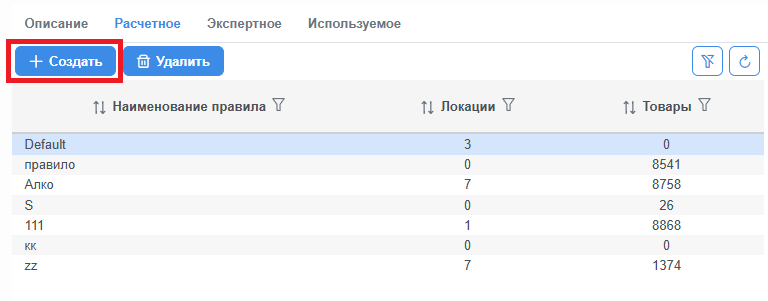 Описание Расчетное Экспертное Используемое
Создать Удалить
Наименование правила Локации Товары
Default 3 0
правило 0 8541
Алко 7 8758
S 0 26
111 1 8868
кк 0 0
zz 7 1374